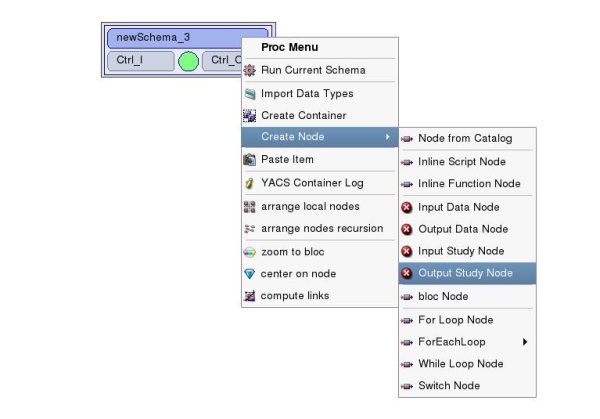 newSchema_3
Ctrl_I
Ctrl_O
Proc Menu
Run Current Schema
Import Data Types
Create Container
Create Node
Paste Item
YACS Container Log
arrange local nodes
arrange nodes recursion
zoom to bloc
center on node
compute links
Node from Catalog
Inline Script Node
Inline Function Node
Input Data Node
Output Data Node
Input Study Node
Output Study Node
bloc Node
For Loop Node
ForEachLoop
While Loop Node
Switch Node